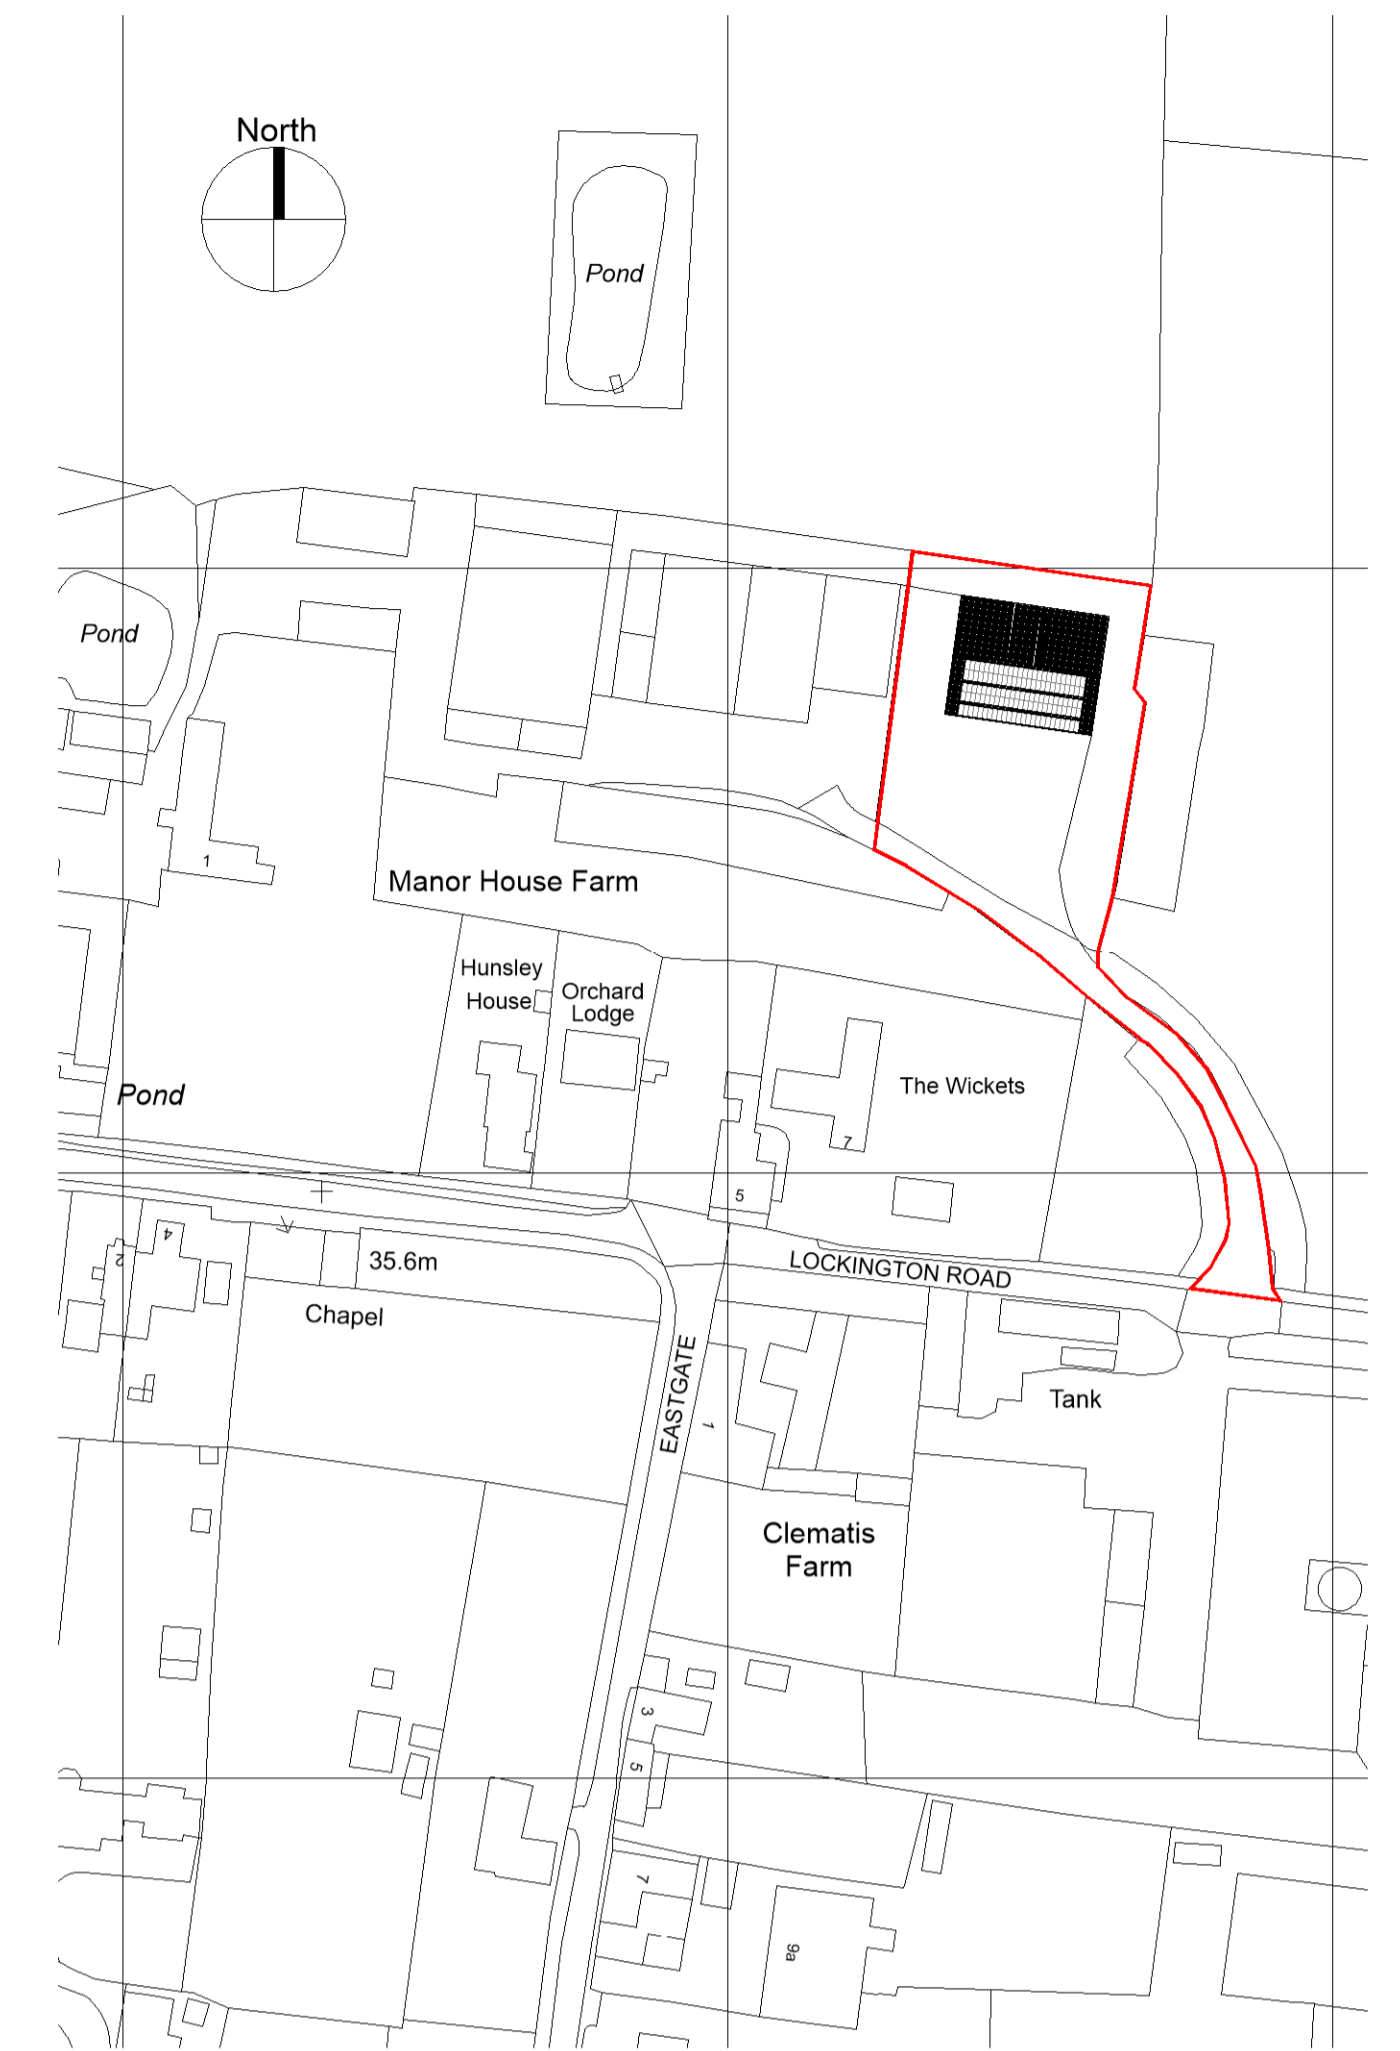 North
Pond
Pond
1
Manor House Farm
Hunsley
House
Orchard
Lodge
The Wickets
Pond
7
5
4
2
35.6m
LOCKINGTON ROAD
Chapel
EASTGATE
Tank
1
Clematis
Farm
3
5
7
9a